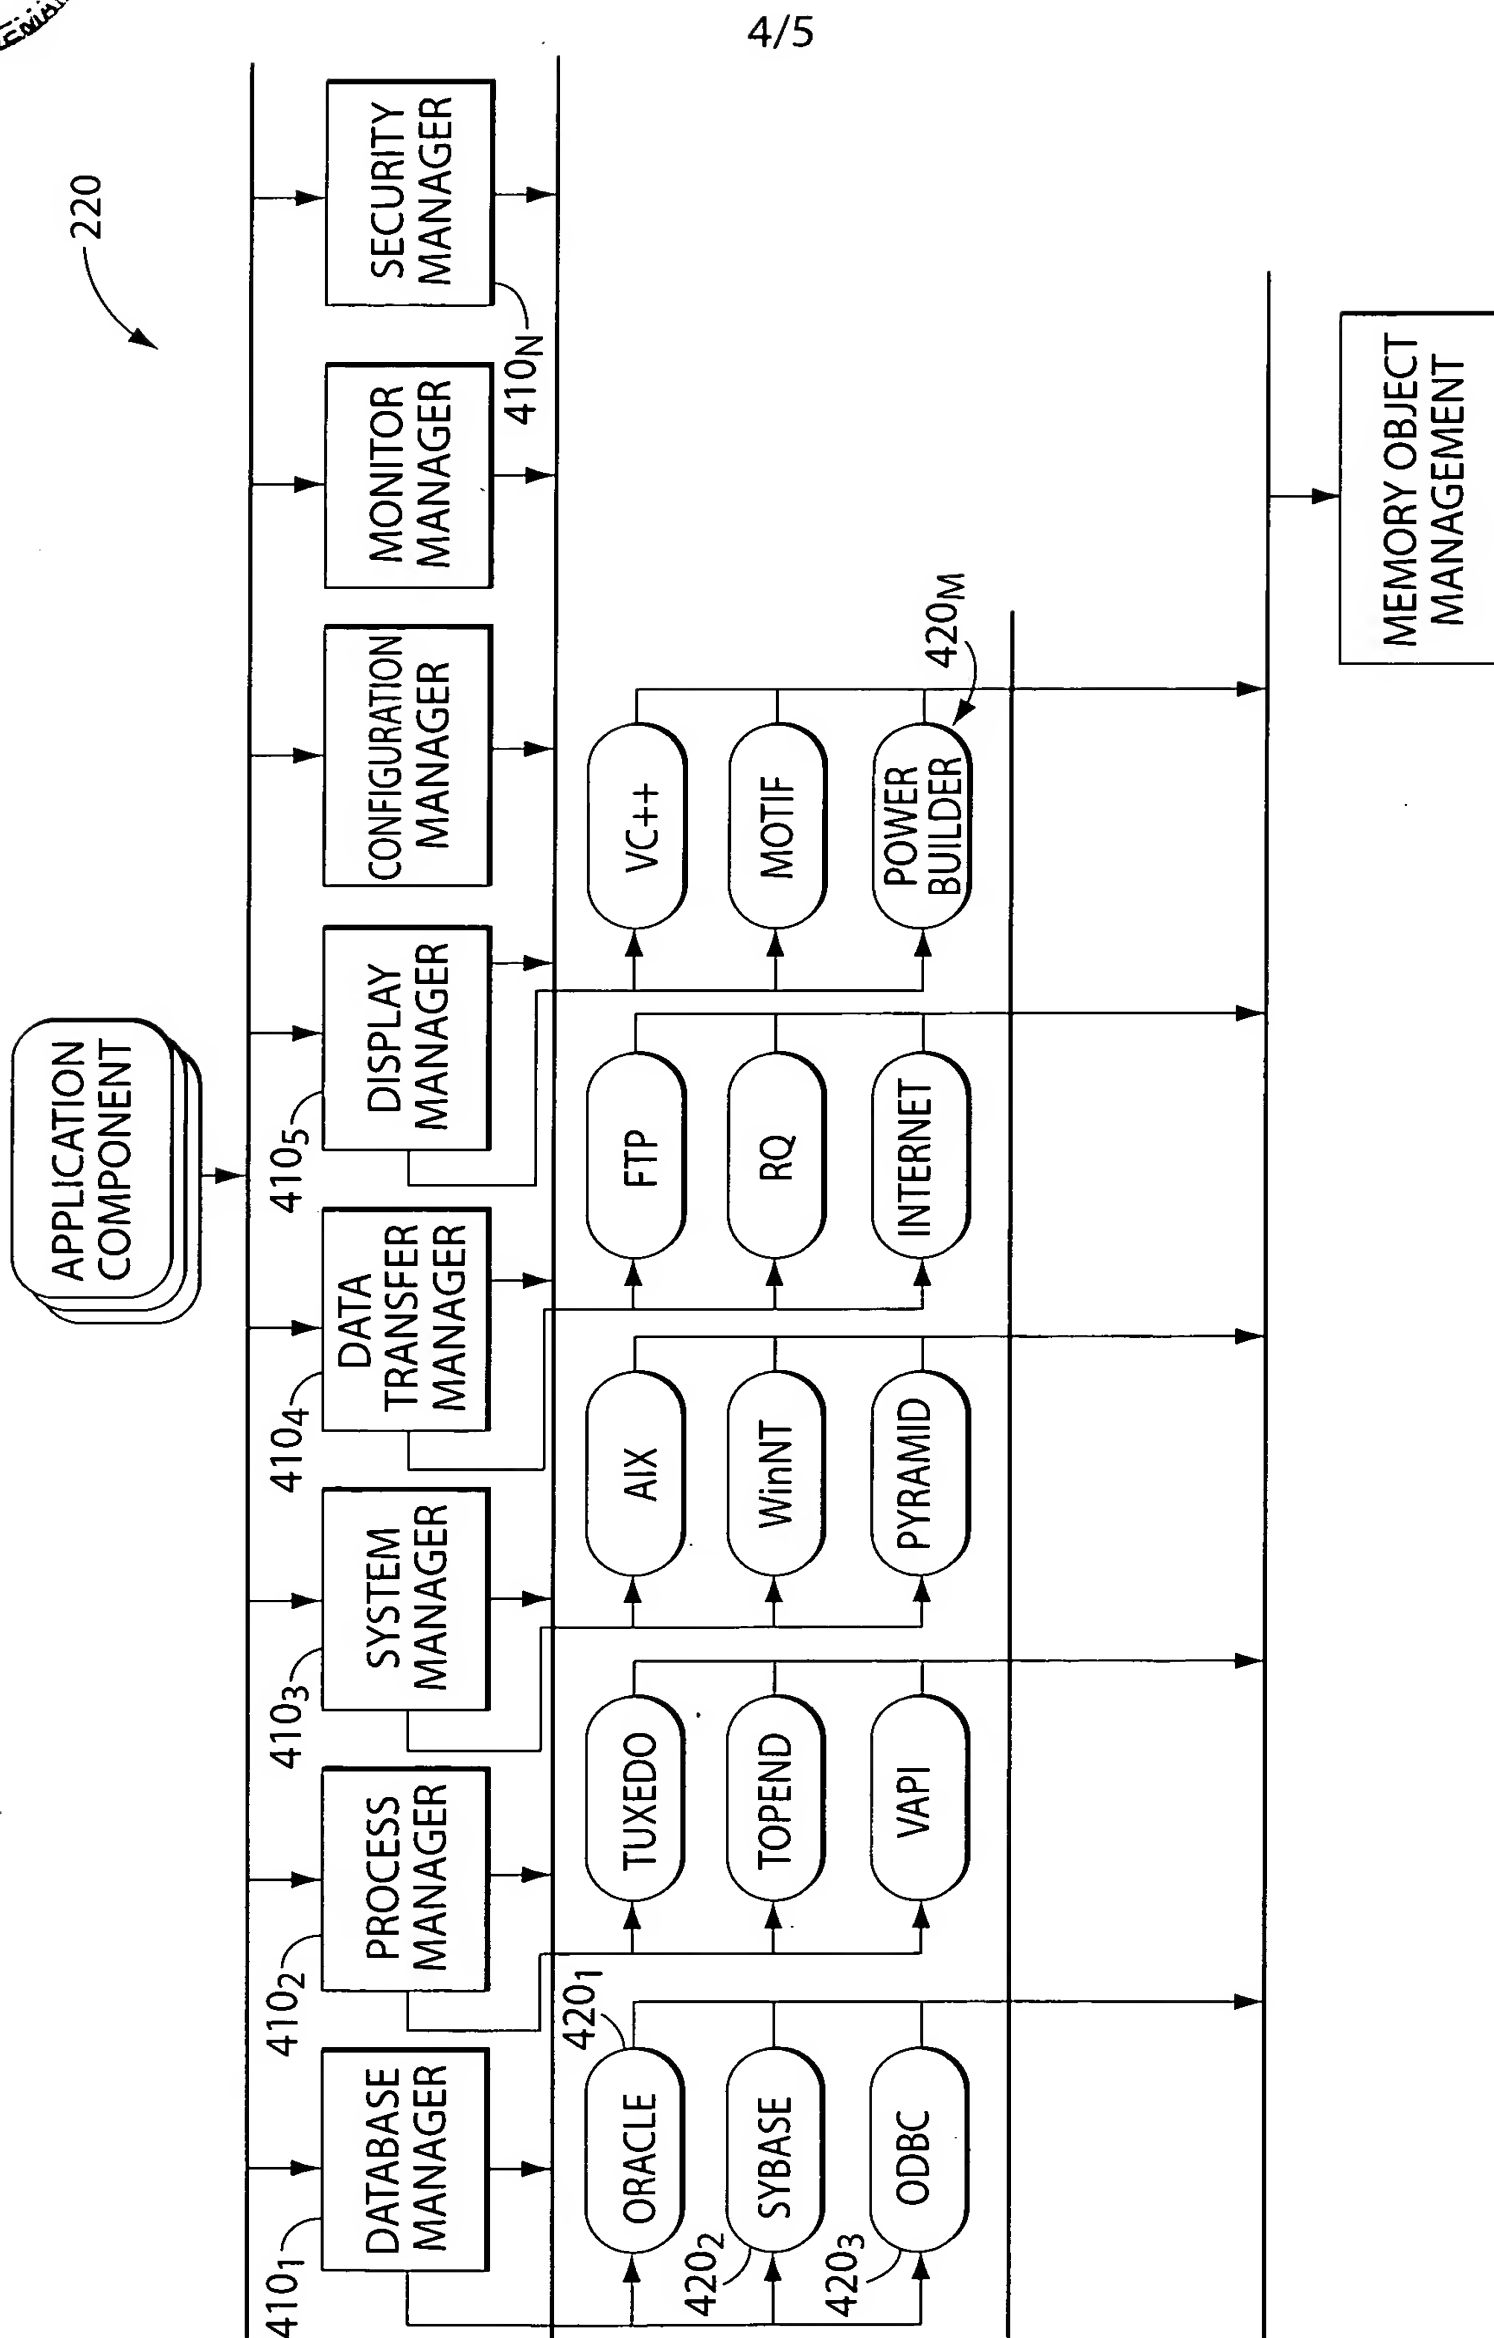 4/5
220
APPLICATION
COMPONENT
DATABASE
MANAGER
410₁
PROCESS
MANAGER
410₂
SYSTEM
MANAGER
410₃
DATA
TRANSFER
MANAGER
410₄
DISPLAY
MANAGER
410₅
CONFIGURATION
MANAGER
MONITOR
MANAGER
SECURITY
MANAGER
410N
ORACLE
420₁
SYBASE
420₂
ODBC
420₃
TUXEDO
TOPEND
VAPI
AIX
WinNT
PYRAMID
FTP
RQ
INTERNET
VC++
MOTIF
POWER
BUILDER
420M
MEMORY OBJECT
MANAGEMENT